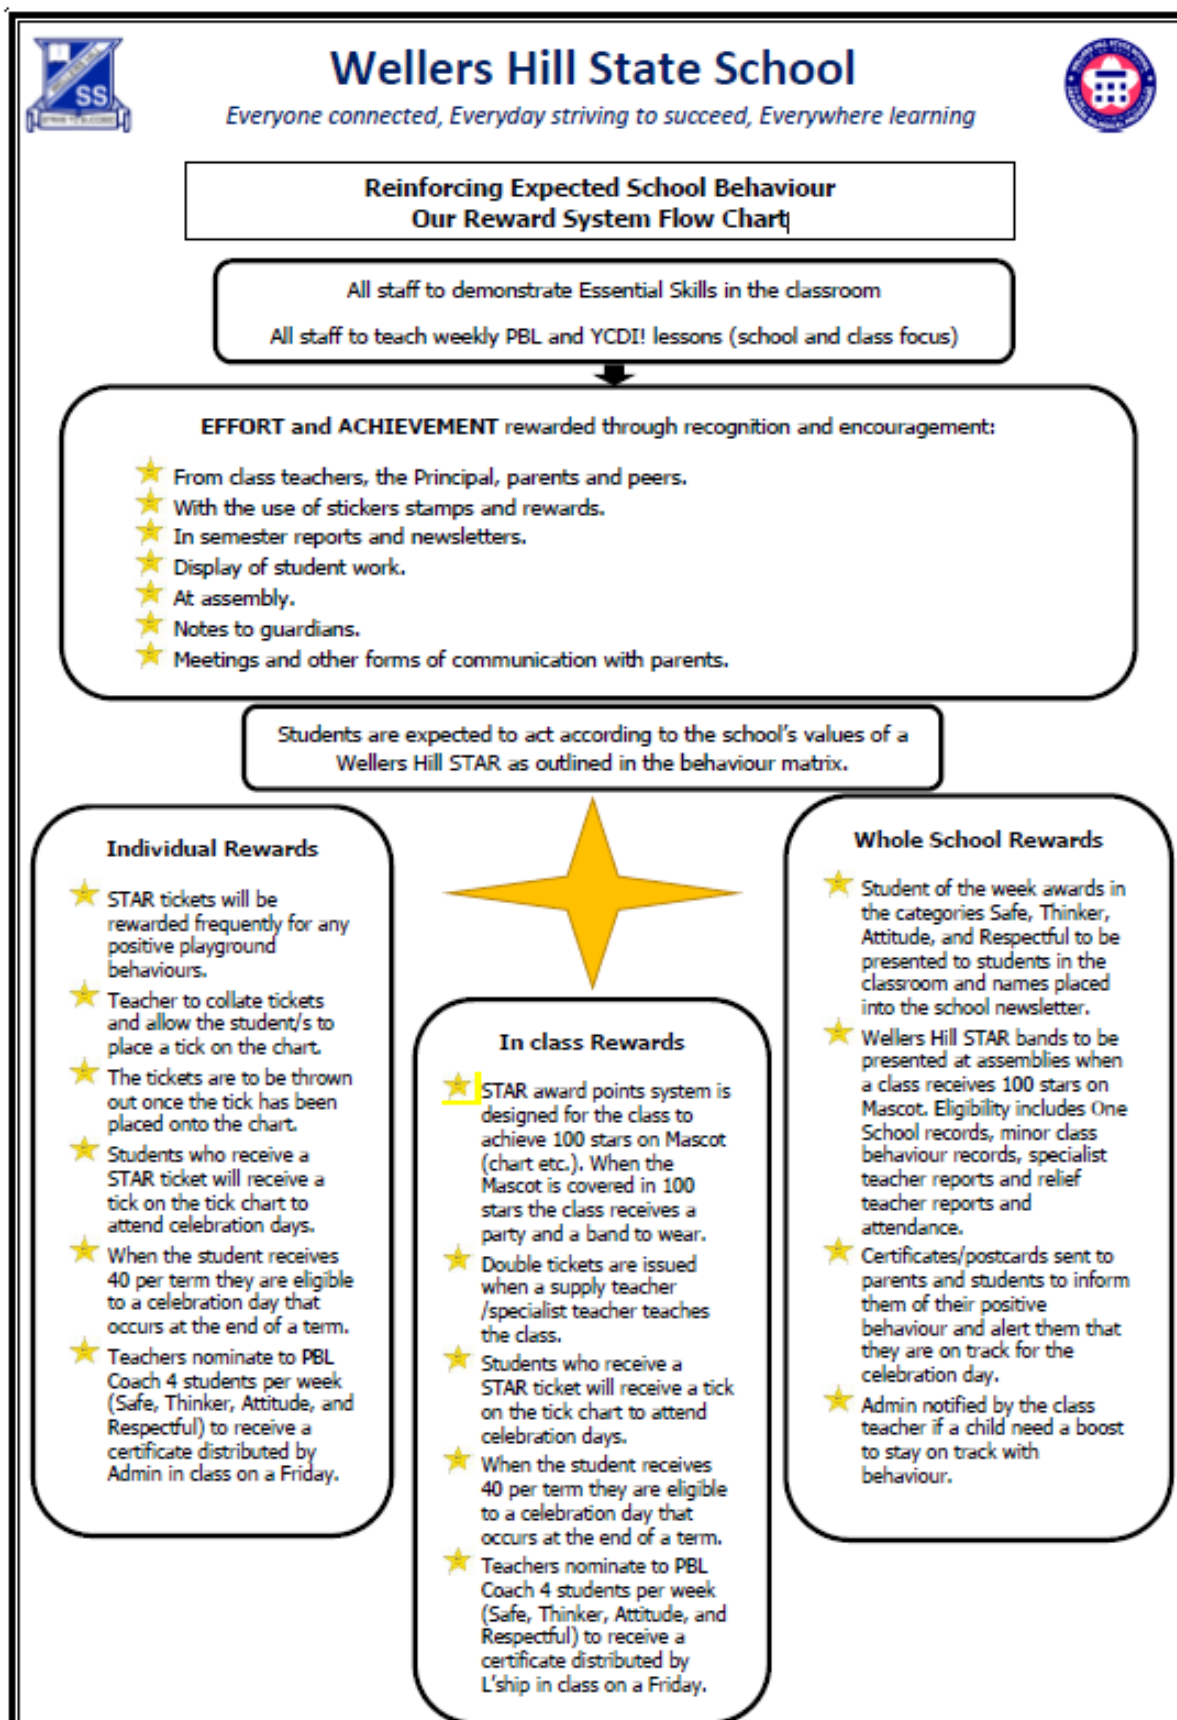 SS
Wellers Hill State School
Everyone connected, Everyday striving to succeed, Everywhere learning
Reinforcing Expected School Behaviour
Our Reward System Flow Chart
All staff to demonstrate Essential Skills in the classroom
All staff to teach weekly PBL and YCDI! lessons (school and class focus)
EFFORT and ACHIEVEMENT rewarded through recognition and encouragement:
From class teachers, the Principal, parents and peers.
With the use of stickers stamps and rewards.
In semester reports and newsletters.
Display of student work.
At assembly.
Notes to guardians.
Meetings and other forms of communication with parents.
Students are expected to act according to the school's values of a
Wellers Hill STAR as outlined in the behaviour matrix.
Individual Rewards
STAR tickets will be
rewarded frequently for any
positive playground
behaviours.
Teacher to collate tickets
and allow the student/s to
place a tick on the chart.
The tickets are to be thrown
out once the tick has been
placed onto the chart.
Students who receive a
STAR ticket will receive a
tick on the tick chart to
attend celebration days.
When the student receives
40 per term they are eligible
to a celebration day that
occurs at the end of a term.
Teachers nominate to PBL
Coach 4 students per week
(Safe, Thinker, Attitude, and
Respectful) to receive a
certificate distributed by
Admin in class on a Friday.
In class Rewards
STAR award points system is
designed for the class to
achieve 100 stars on Mascot
(chart etc.). When the
Mascot is covered in 100
stars the class receives a
party and a band to wear.
Double tickets are issued
when a supply teacher
/specialist teacher teaches
the class.
Students who receive a
STAR ticket will receive a tick
on the tick chart to attend
celebration days.
When the student receives
40 per term they are eligible
to a celebration day that
occurs at the end of a term.
Teachers nominate to PBL
Coach 4 students per week
(Safe, Thinker, Attitude, and
Respectful) to receive a
certificate distributed by
L'ship in class on a Friday.
Whole School Rewards
Student of the week awards in
the categories Safe, Thinker,
Attitude, and Respectful to be
presented to students in the
classroom and names placed
into the school newsletter.
Wellers Hill STAR bands to be
presented at assemblies when
a class receives 100 stars on
Mascot. Eligibility includes One
School records, minor class
behaviour records, specialist
teacher reports and relief
teacher reports and
attendance.
Certificates/postcards sent to
parents and students to inform
them of their positive
behaviour and alert them that
they are on track for the
celebration day.
Admin notified by the class
teacher if a child need a boost
to stay on track with
behaviour.